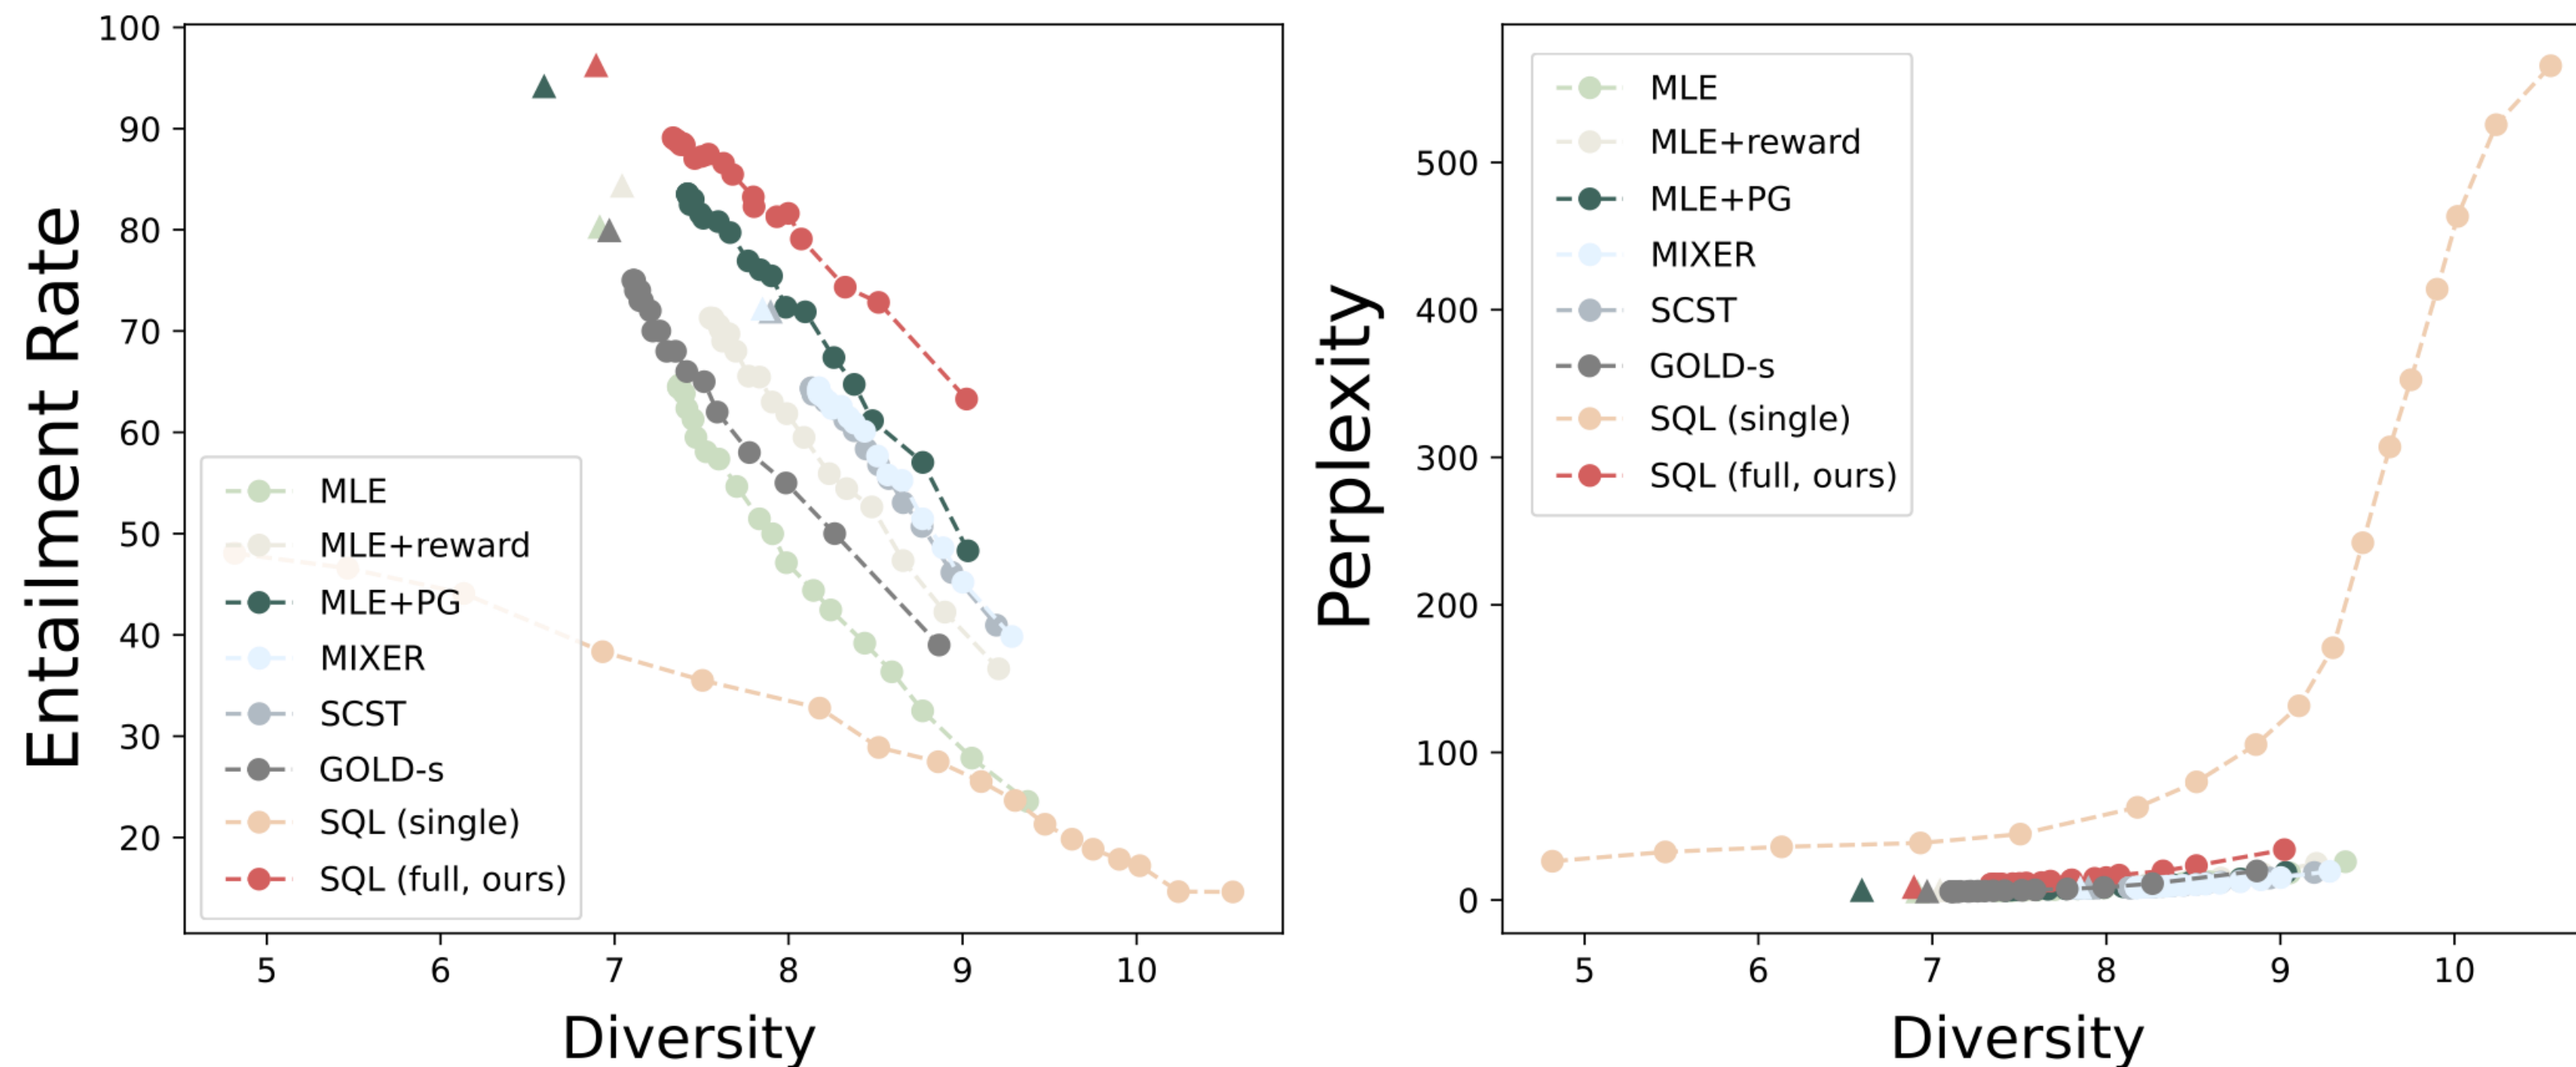 100
90
80
70
60
50
40
30
20
Entailment Rate
MLE
MLE+reward
MLE+PG
MIXER
SCST
GOLD-s
SQL (single)
SQL (full, ours)
5 6 7 8 9 10
Diversity
500
400
300
200
100
0
Perplexity
MLE
MLE+reward
MLE+PG
MIXER
SCST
GOLD-s
SQL (single)
SQL (full, ours)
5 6 7 8 9 10
Diversity